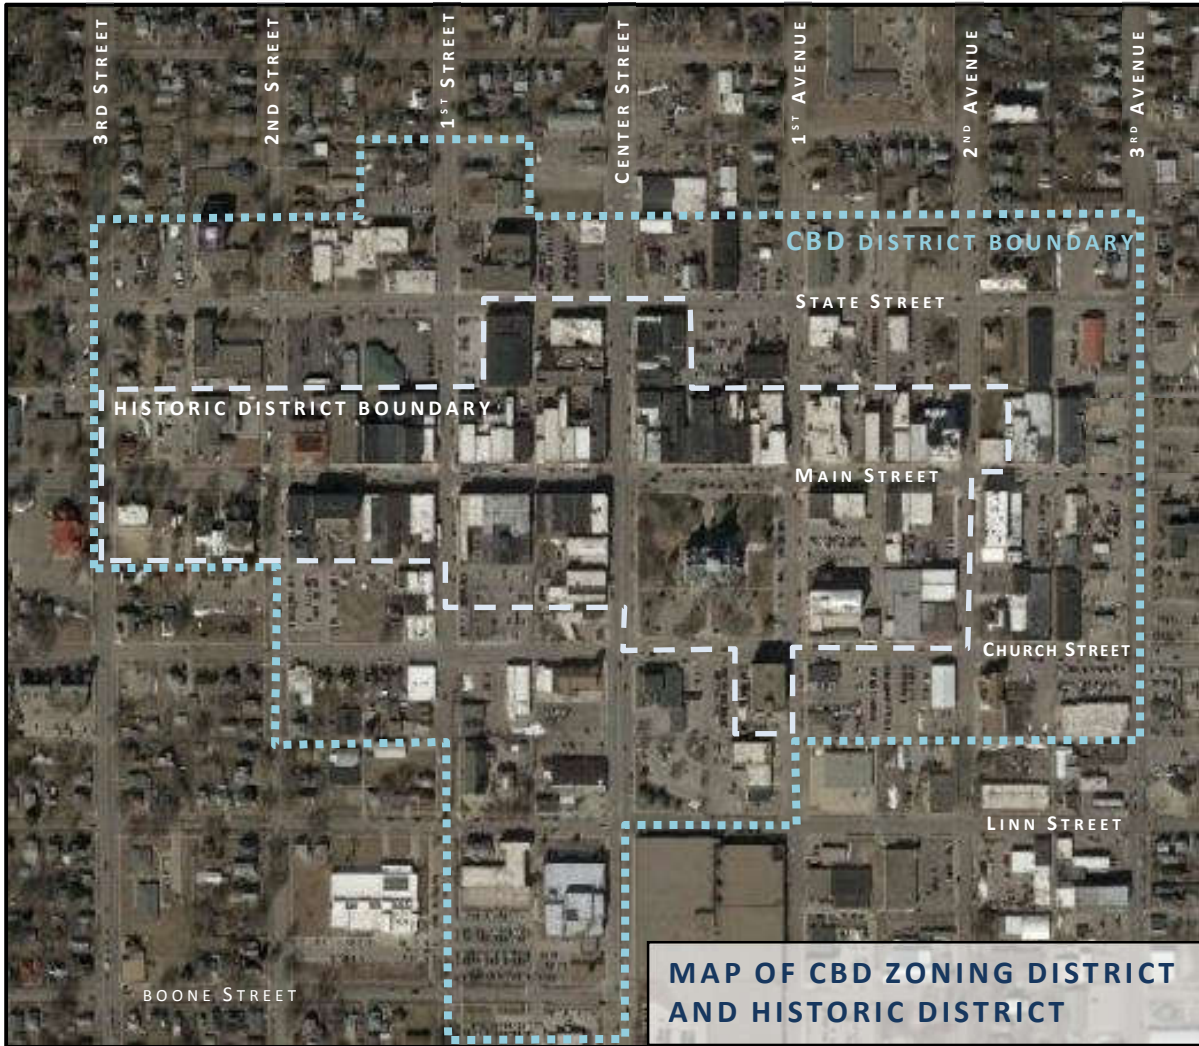 3RD STREET
2ND STREET
1ST STREET
CENTER STREET
1ST AVENUE
2ND AVENUE
3RD AVENUE
CBD DISTRICT BOUNDARY
STATE STREET
HISTORIC DISTRICT BOUNDARY
MAIN STREET
CHURCH STREET
LINN STREET
BOONE STREET
MAP OF CBD ZONING DISTRICT
AND HISTORIC DISTRICT